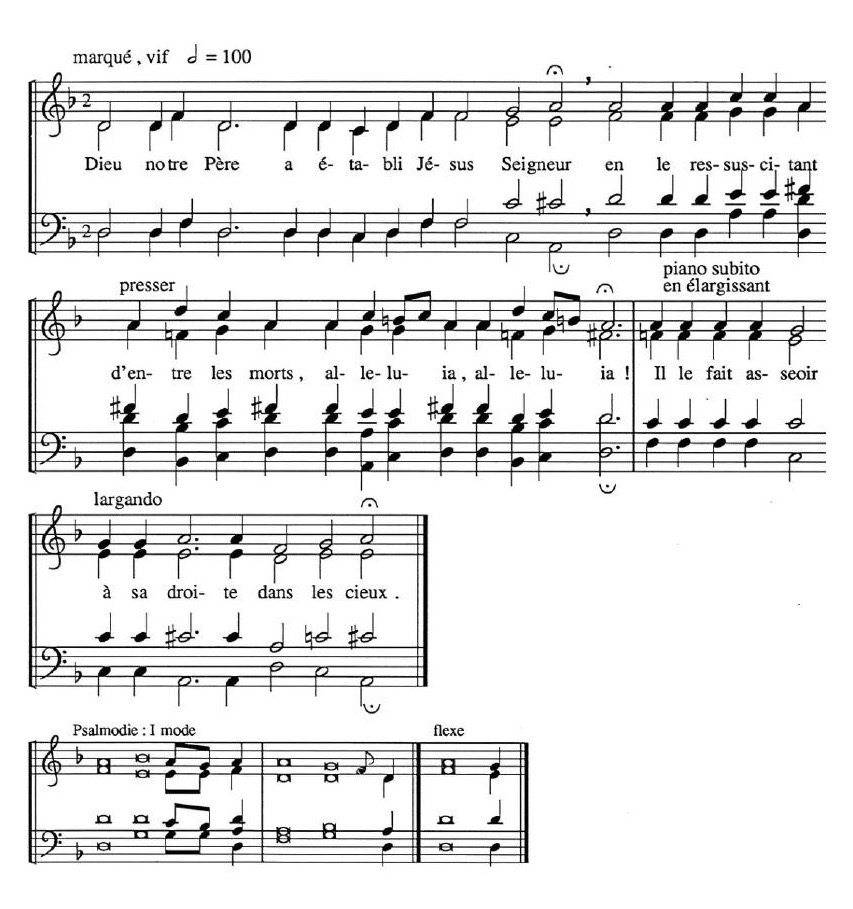 marqué , vif = 100
2
Dieu notre Père a é- ta- bli Jé- sus Seigneur en le res- sus- ci- tant
2
presser
piano subito
en élargissant
d'en- tre les morts , al- le- lu- ia , al- le- lu- ia ! Il le fait as- seoir
largando
à sa droi- te dans les cieux .
Psalmodie : I mode
flexe